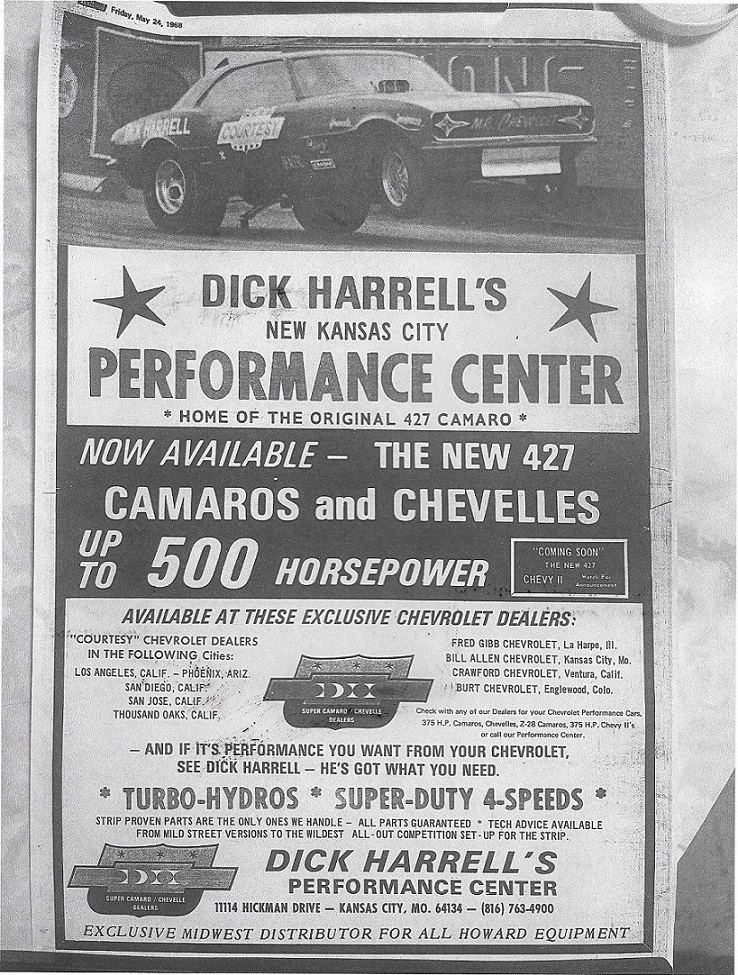 Friday, May 24, 1968
DICK HARRELL
COURTESY
MR. CHEVROLET
DICK HARRELL'S
NEW KANSAS CITY
PERFORMANCE CENTER
* HOME OF THE ORIGINAL 427 CAMARO *
NOW AVAILABLE – THE NEW 427
CAMAROS and CHEVELLES
UP TO 500 HORSEPOWER
"COMING SOON"
THE NEW 427
CHEVY II Watch For Announcement
AVAILABLE AT THESE EXCLUSIVE CHEVROLET DEALERS:
"COURTESY" CHEVROLET DEALERS
IN THE FOLLOWING Cities:
LOS ANGELES, CALIF. – PHOENIX, ARIZ.
SAN DIEGO, CALIF.
SAN JOSE, CALIF.
THOUSAND OAKS, CALIF.
DXII
SUPER CAMARO / CHEVELLE
DEALERS
FRED GIBB CHEVROLET, La Harpe, Ill.
BILL ALLEN CHEVROLET, Kansas City, Mo.
CRAWFORD CHEVROLET, Ventura, Calif.
BURT CHEVROLET, Englewood, Colo.
Check with any of our Dealers for your Chevrolet Performance Cars,
375 H.P. Camaros, Chevelles, Z-28 Camaros, 375 H.P. Chevy II's
or call our Performance Center.
– AND IF IT'S PERFORMANCE YOU WANT FROM YOUR CHEVROLET,
SEE DICK HARRELL – HE'S GOT WHAT YOU NEED.
* TURBO-HYDROS * SUPER-DUTY 4-SPEEDS *
STRIP PROVEN PARTS ARE THE ONLY ONES WE HANDLE – ALL PARTS GUARANTEED * TECH ADVICE AVAILABLE
FROM MILD STREET VERSIONS TO THE WILDEST ALL-OUT COMPETITION SET-UP FOR THE STRIP.
DXII
SUPER CAMARO / CHEVELLE
DEALERS
DICK HARRELL'S
PERFORMANCE CENTER
11114 HICKMAN DRIVE – KANSAS CITY, MO. 64134 – (816) 763-4900
EXCLUSIVE MIDWEST DISTRIBUTOR FOR ALL HOWARD EQUIPMENT